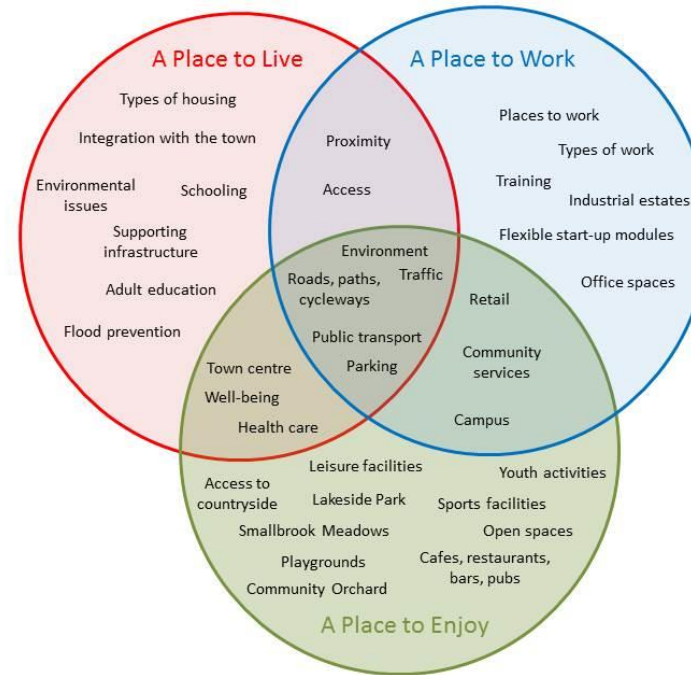 A Place to Live
A Place to Work
Types of housing
Integration with the town
Environmental
issues
Schooling
Supporting
infrastructure
Adult education
Flood prevention
Proximity
Access
Places to work
Types of work
Training
Industrial estates
Flexible start-up modules
Office spaces
Environment
Roads, paths,
cycleways
Traffic
Public transport
Parking
Retail
Community
services
Campus
Town centre
Well-being
Health care
Leisure facilities
Youth activities
Access to
countryside
Lakeside Park
Sports facilities
Smallbrook Meadows
Open spaces
Playgrounds
Cafes, restaurants,
bars, pubs
Community Orchard
A Place to Enjoy